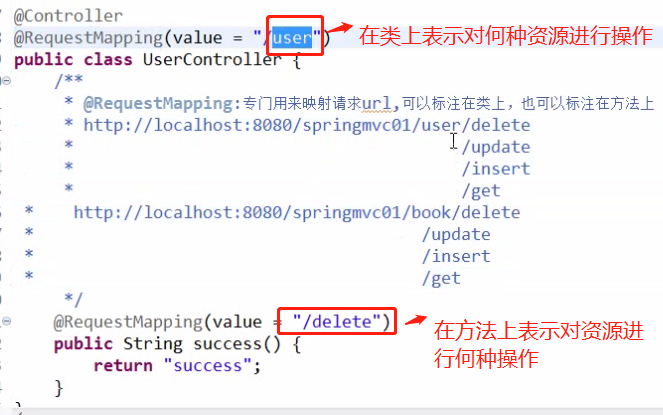 @Controller
@RequestMapping(value = "/user")
在类上表示对何种资源进行操作
public class UserController {
/**
* @RequestMapping:专门用来映射请求url,可以标注在类上,也可以标注在方法上
* http://localhost:8080/springmvc01/user/delete
* /update
* /insert
* /get
* http://localhost:8080/springmvc01/book/delete
* /update
* /insert
* /get
*/
@RequestMapping(value = "/delete")
在方法上表示对资源进行何种操作
public String success() {
return "success";
}